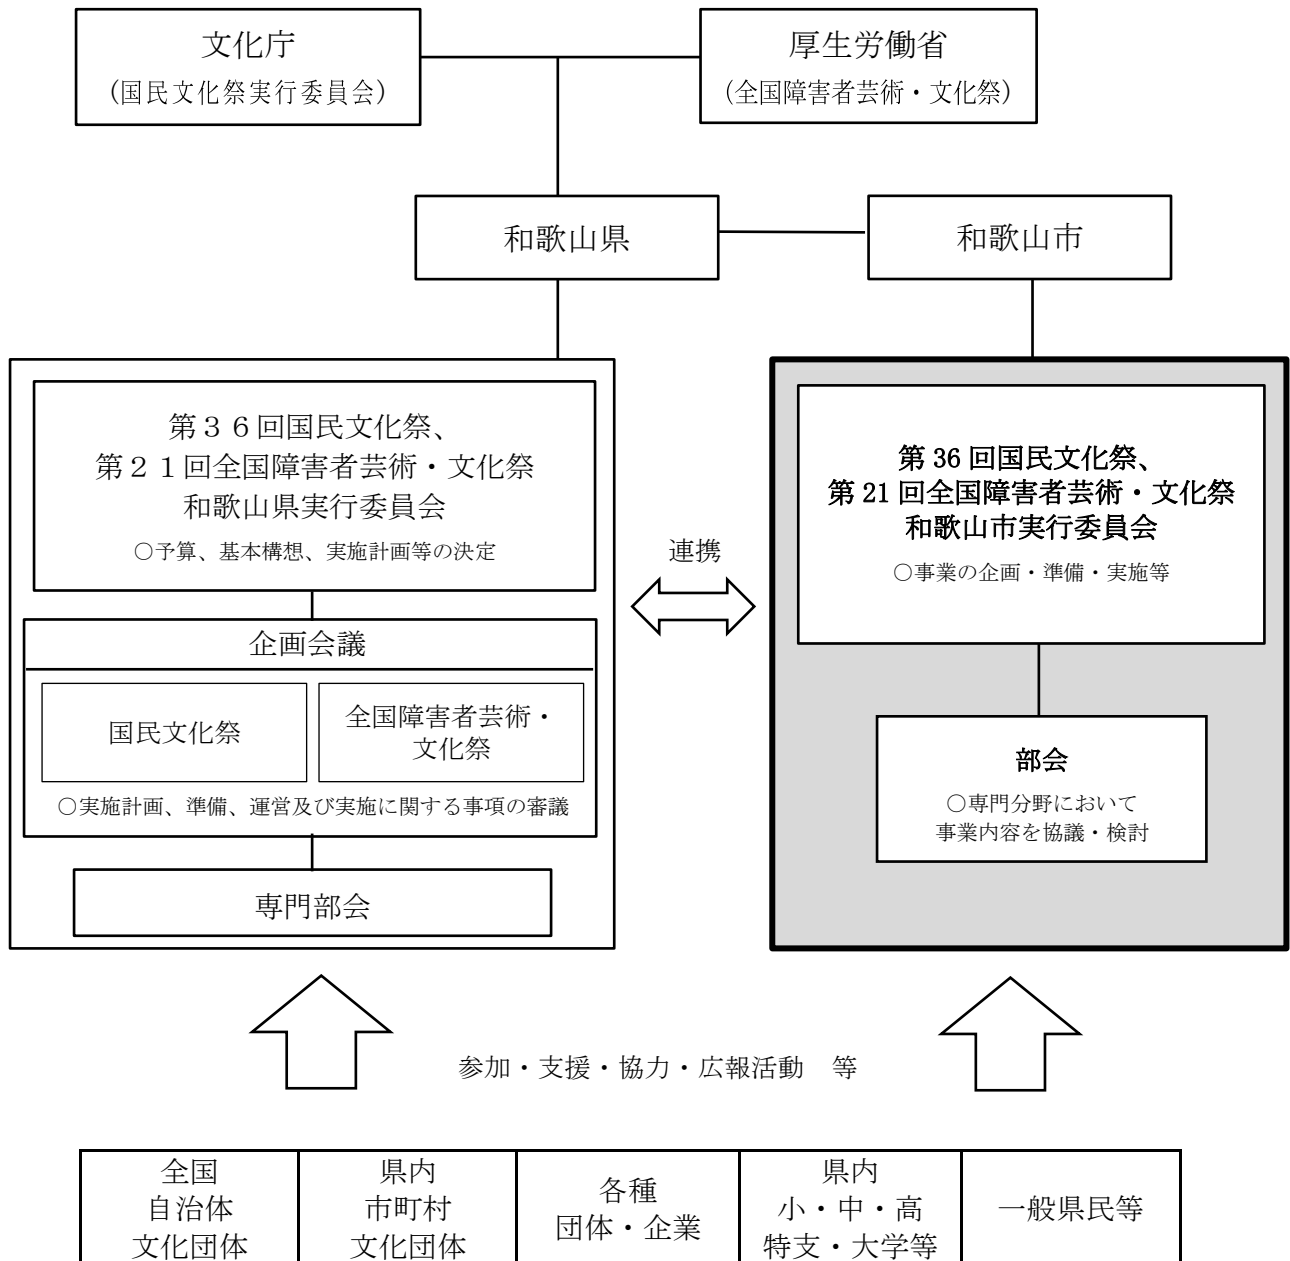 文化庁
(国民文化祭実行委員会)
厚生労働省
(全国障害者芸術・文化祭)
和歌山県
和歌山市
第36回国民文化祭、
第21回全国障害者芸術・文化祭
和歌山県実行委員会
○予算、基本構想、実施計画等の決定
企画会議
国民文化祭
全国障害者芸術・
文化祭
○実施計画、準備、運営及び実施に関する事項の審議
専門部会
連携
第 36 回国民文化祭、
第 21 回全国障害者芸術・文化祭
和歌山市実行委員会
○事業の企画・準備・実施等
部会
○専門分野において
事業内容を協議・検討
参加・支援・協力・広報活動 等
全国
自治体
文化団体
県内
市町村
文化団体
各種
団体・企業
県内
小・中・高
特支・大学等
一般県民等